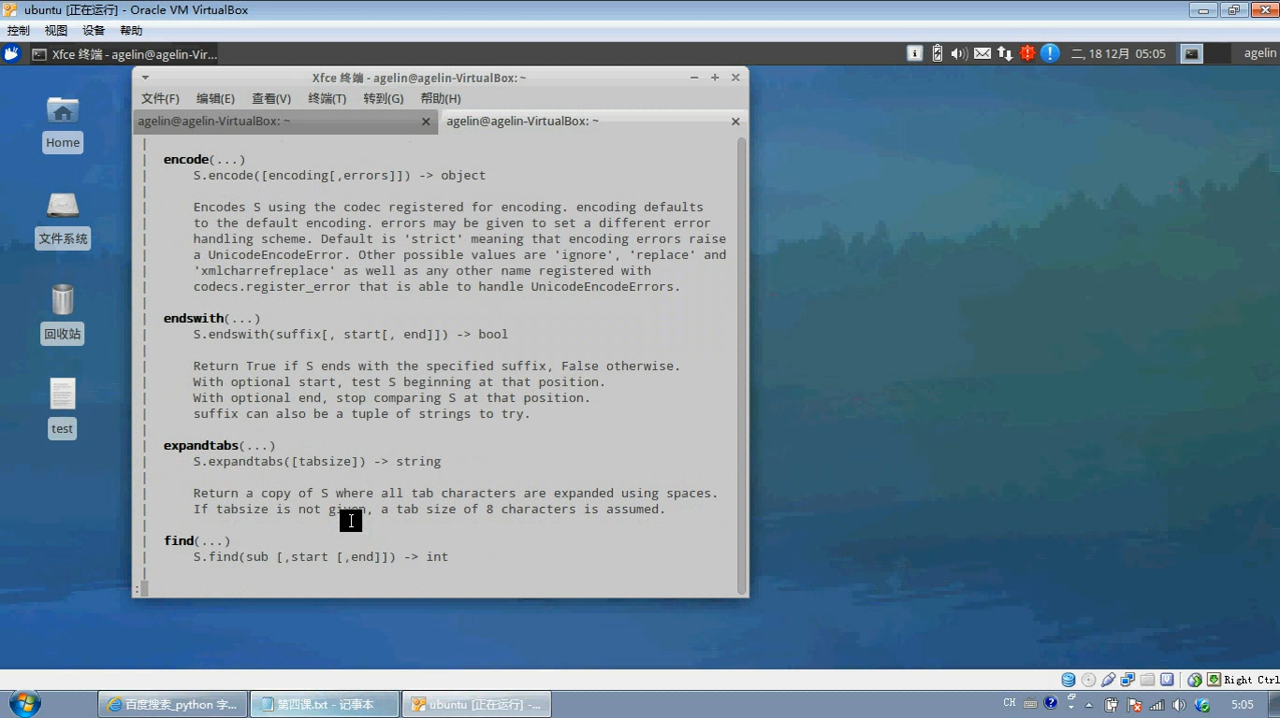 ubuntu [正在运行] - Oracle VM VirtualBox
控制 视图 设备 帮助
Xfce 终端 - agelin@agelin-Vir...
二, 18 12月 05:05
agelin
Home
文件系统
回收站
test
Xfce 终端 - agelin@agelin-VirtualBox: ~
文件(F) 编辑(E) 查看(V) 终端(T) 转到(G) 帮助(H)
agelin@agelin-VirtualBox: ~
agelin@agelin-VirtualBox: ~
| encode(...)
| S.encode([encoding[,errors]]) -> object
|
| Encodes S using the codec registered for encoding. encoding defaults
| to the default encoding. errors may be given to set a different error
| handling scheme. Default is 'strict' meaning that encoding errors raise
| a UnicodeEncodeError. Other possible values are 'ignore', 'replace' and
| 'xmlcharrefreplace' as well as any other name registered with
| codecs.register_error that is able to handle UnicodeEncodeErrors.
|
| endswith(...)
| S.endswith(suffix[, start[, end]]) -> bool
|
| Return True if S ends with the specified suffix, False otherwise.
| With optional start, test S beginning at that position.
| With optional end, stop comparing S at that position.
| suffix can also be a tuple of strings to try.
|
| expandtabs(...)
| S.expandtabs([tabsize]) -> string
|
| Return a copy of S where all tab characters are expanded using spaces.
| If tabsize is not given, a tab size of 8 characters is assumed.
|
| find(...)
| S.find(sub [,start [,end]]) -> int
|
:
Right Ctrl
百度搜索_python 字...
第四课.txt - 记事本
ubuntu [正在运行] -...
CH
5:05